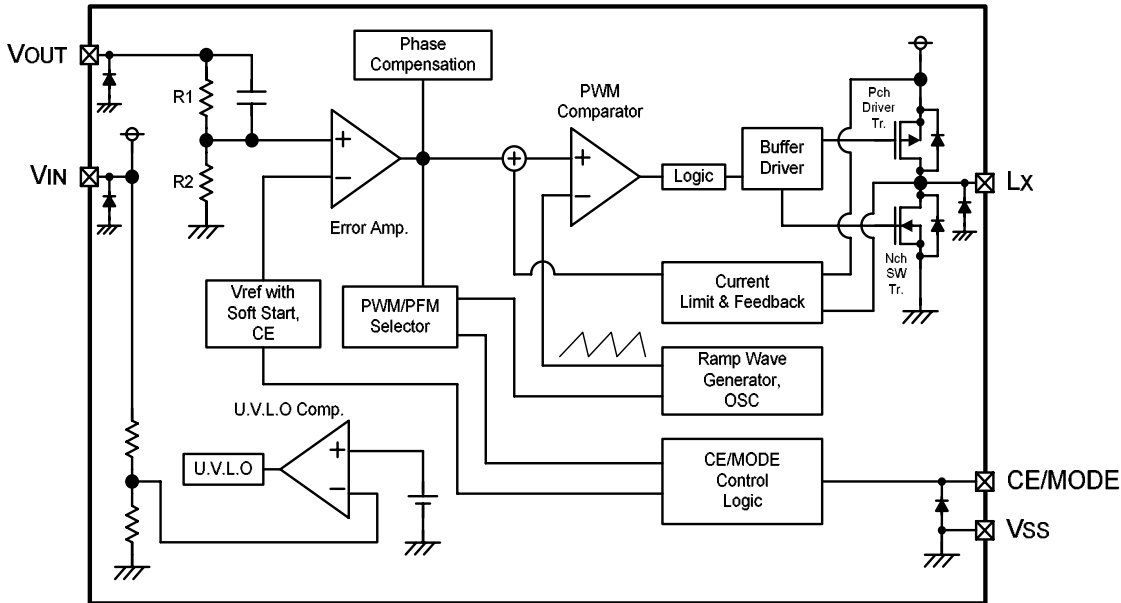 VOUT
Phase
Compensation
R1
PWM
Comparator
Pch
Driver
Tr.
+
−
+
+
−
Buffer
Driver
VIN
R2
Logic
LX
Error Amp.
Nch
SW
Tr.
Vref with
Soft Start,
CE
PWM/PFM
Selector
Current
Limit & Feedback
Ramp Wave
Generator,
OSC
U.V.L.O Comp.
U.V.L.O
+
−
CE/MODE
Control
Logic
CE/MODE
VSS